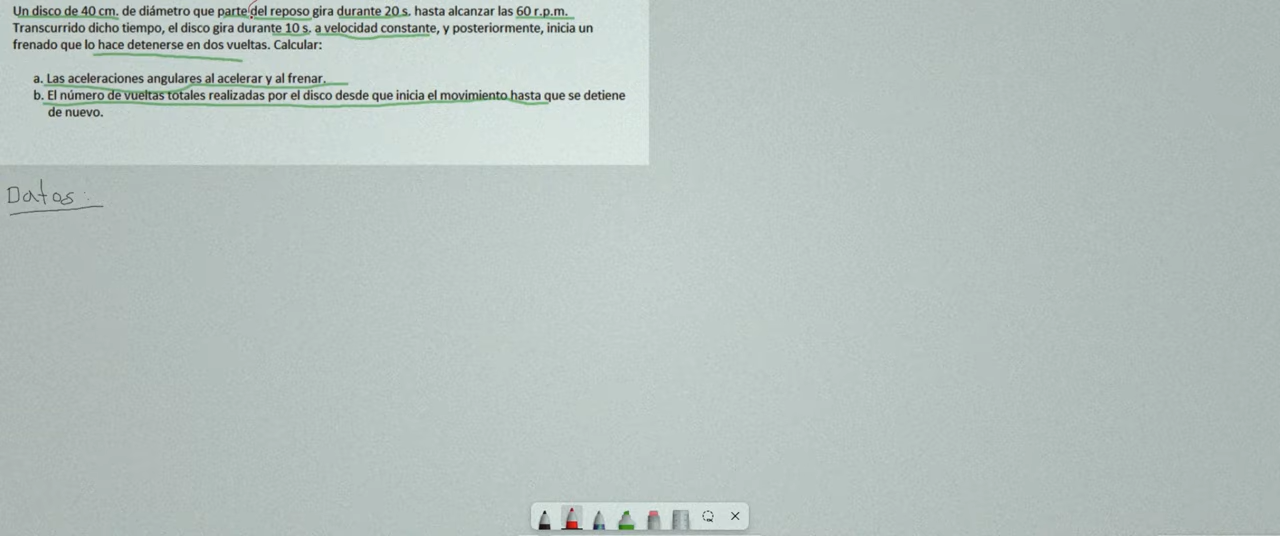 Un disco de 40 cm. de diámetro que parte del reposo gira durante 20 s. hasta alcanzar las 60 r.p.m.
Transcurrido dicho tiempo, el disco gira durante 10 s. a velocidad constante, y posteriormente, inicia un
frenado que lo hace detenerse en dos vueltas. Calcular:
a. Las aceleraciones angulares al acelerar y al frenar.
b. El número de vueltas totales realizadas por el disco desde que inicia el movimiento hasta que se detiene
de nuevo.
Datos: